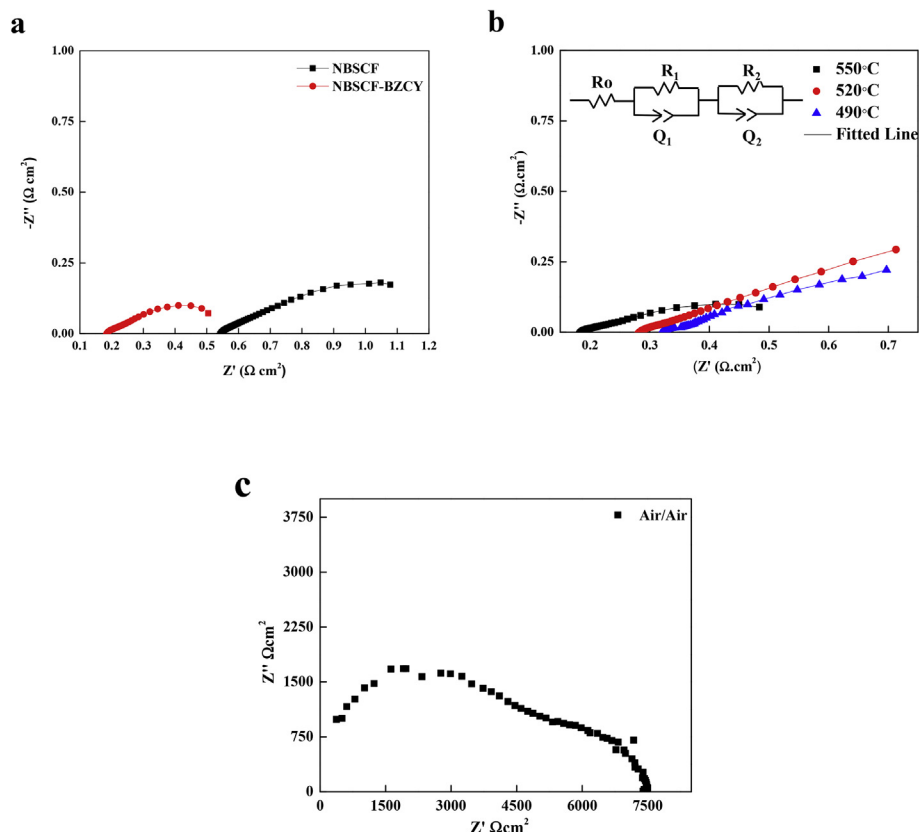 a
1.00
0.75
0.50
0.25
0.00
-Z'' (Ω cm²)
0.1 0.2 0.3 0.4 0.5 0.6 0.7 0.8 0.9 1.0 1.1 1.2
Z' (Ω cm²)
NBSCF
NBSCF-BZCY
b
1.00
0.75
0.50
0.25
0.00
-Z'' (Ω.cm²)
0.2 0.3 0.4 0.5 0.6 0.7
(Z' (Ω.cm²)
Ro
R₁
R₂
Q₁
Q₂
550°C
520°C
490°C
Fitted Line
c
3750
3000
2250
1500
750
0
Z'' Ωcm²
0 1500 3000 4500 6000 7500
Z' Ωcm²
Air/Air